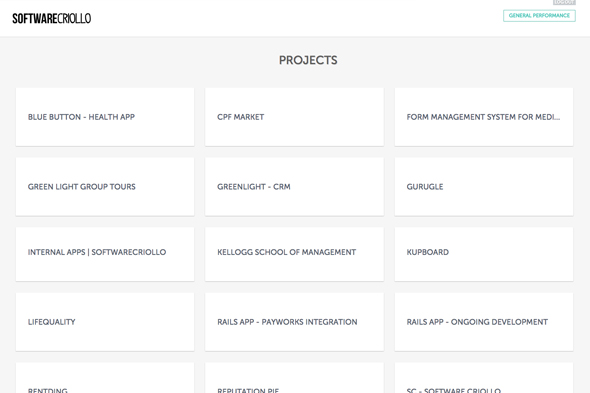 SOFTWARECRIOLLO
GENERAL PERFORMANCE
PROJECTS
BLUE BUTTON - HEALTH APP
CPF MARKET
FORM MANAGEMENT SYSTEM FOR MEDI...
GREEN LIGHT GROUP TOURS
GREENLIGHT - CRM
GURUGLE
INTERNAL APPS | SOFTWARECRIOLLO
KELLOGG SCHOOL OF MANAGEMENT
KUPBOARD
LIFEQUALITY
RAILS APP - PAYWORKS INTEGRATION
RAILS APP - ONGOING DEVELOPMENT
RENTDING
REPUTATION PIE
SC - SOFTWARE CRIOLLO